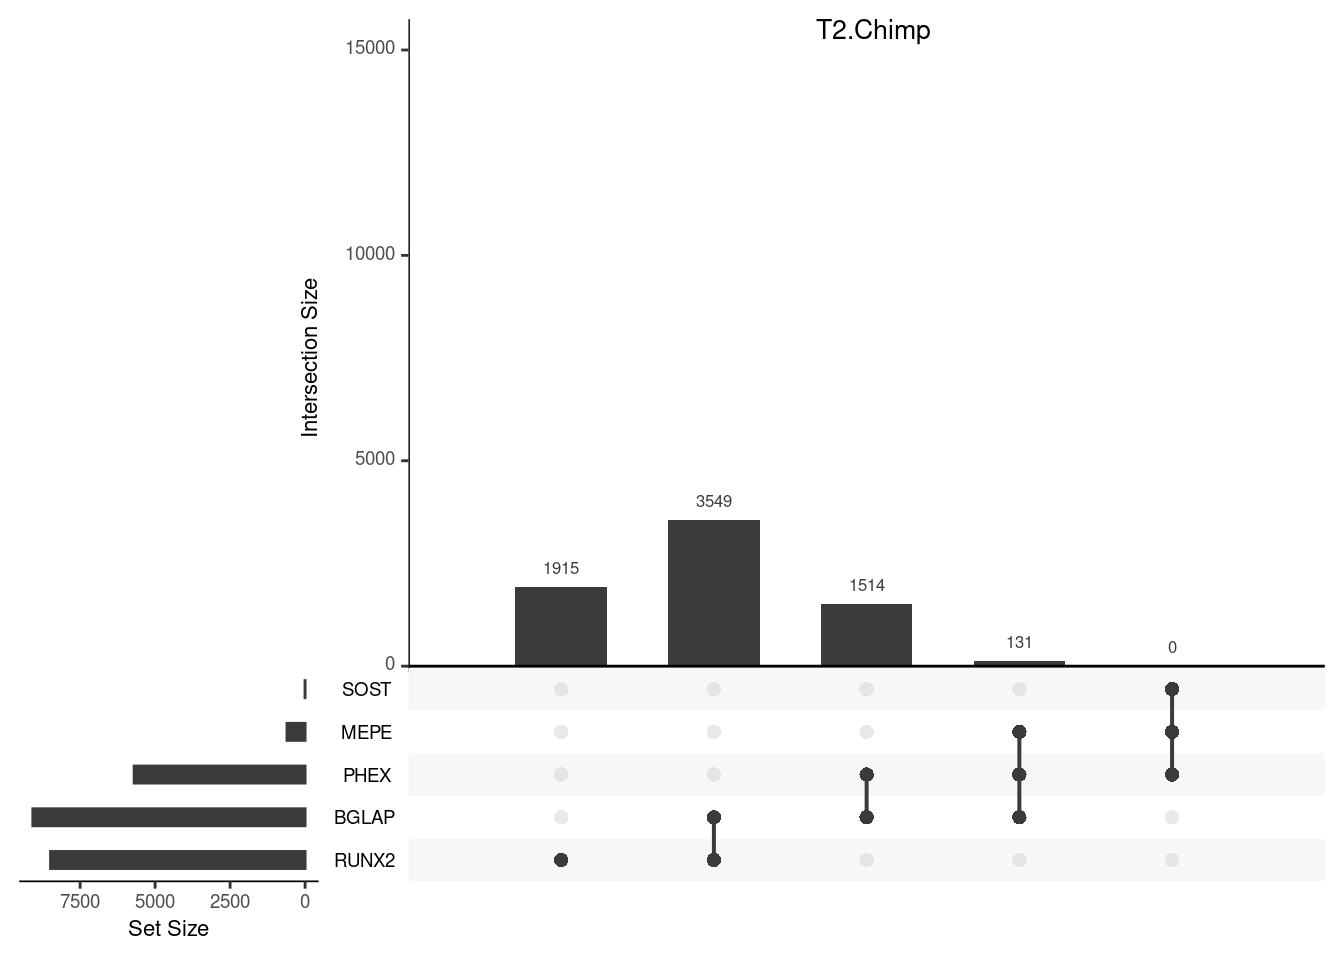 T2.Chimp
15000
10000
5000
0
Intersection Size
1915
3549
1514
131
0
SOST
MEPE
PHEX
BGLAP
RUNX2
7500 5000 2500 0
Set Size